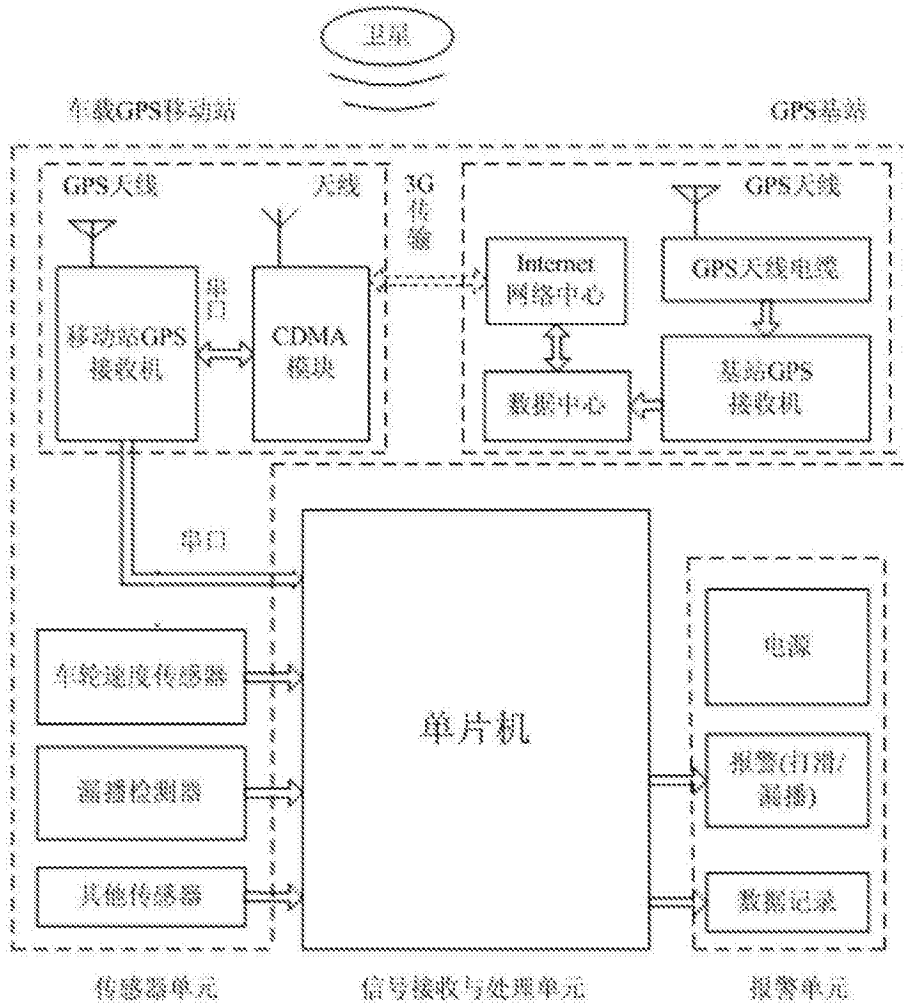 卫星
车载GPS移动站
GPS基站
GPS天线
天线
3G
传
输
GPS天线
移动站GPS
接收机
串
口
CDMA
模块
Internet
网络中心
GPS天线电缆
数据中心
基站GPS
接收机
串口
车轮速度传感器
漏播检测器
其他传感器
单片机
电源
报警(打滑/
漏播)
数据记录
传感器单元
信号接收与处理单元
报警单元